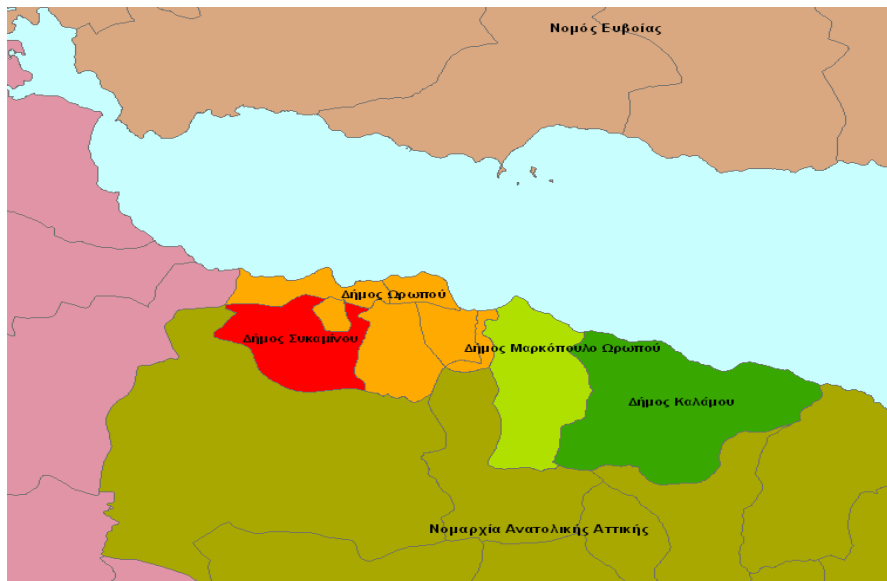 Νομός Ευβοίας
Δήμος Ωρωπού
Δήμος Συκαμίνου
Δήμος Μαρκόπουλο Ωρωπού
Δήμος Καλάμου
Νομαρχία Ανατολικής Αττικής